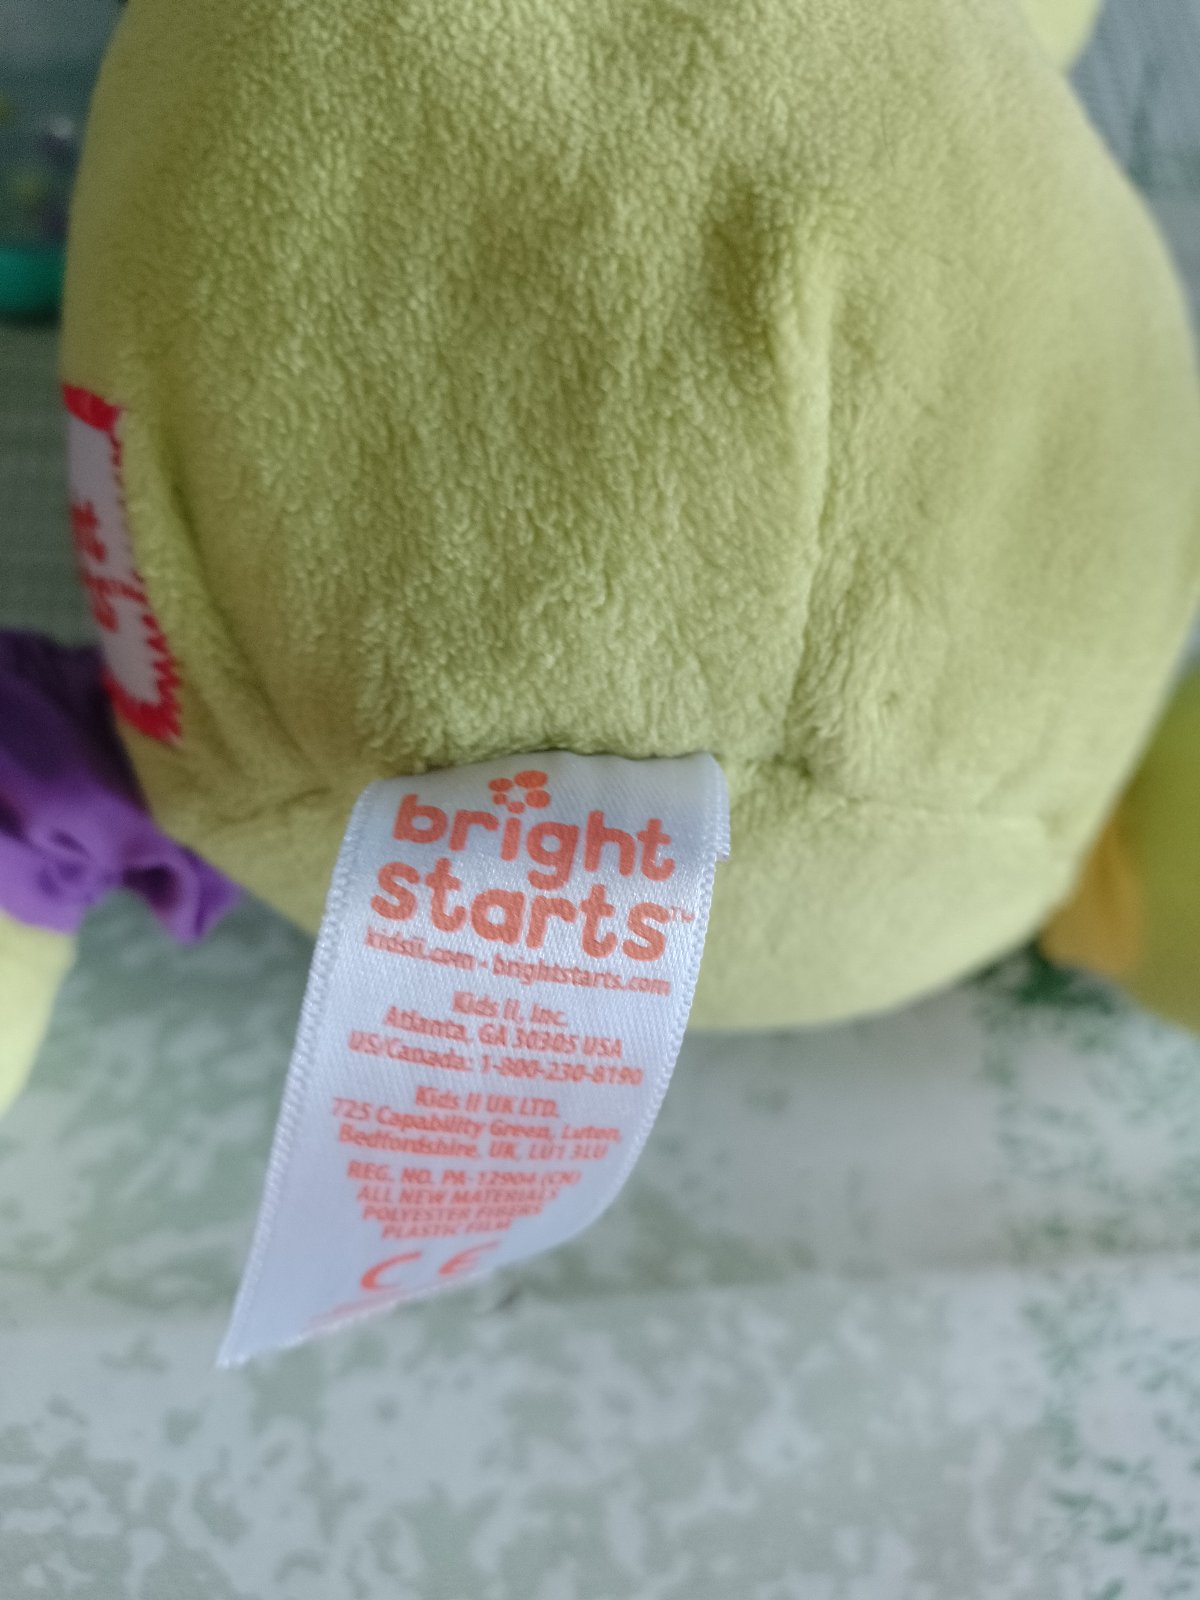 bright
starts™
kidsii.com - brightstarts.com
Kids II, Inc.
Atlanta, GA 30305 USA
US/Canada: 1-800-230-8190
Kids II UK LTD.
725 Capability Green, Luton,
Bedfordshire, UK, LU1 3LU
REG. NO. PA-12904 (CN)
ALL NEW MATERIALS
POLYESTER FIBERS
PLASTIC FILM
CE